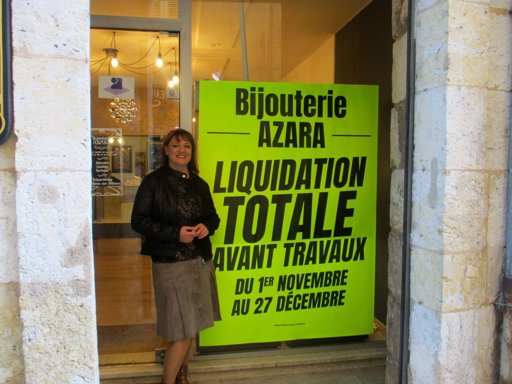 Bijouterie
AZARA
LIQUIDATION
TOTALE
AVANT TRAVAUX
DU 1ER NOVEMBRE
AU 27 DÉCEMBRE